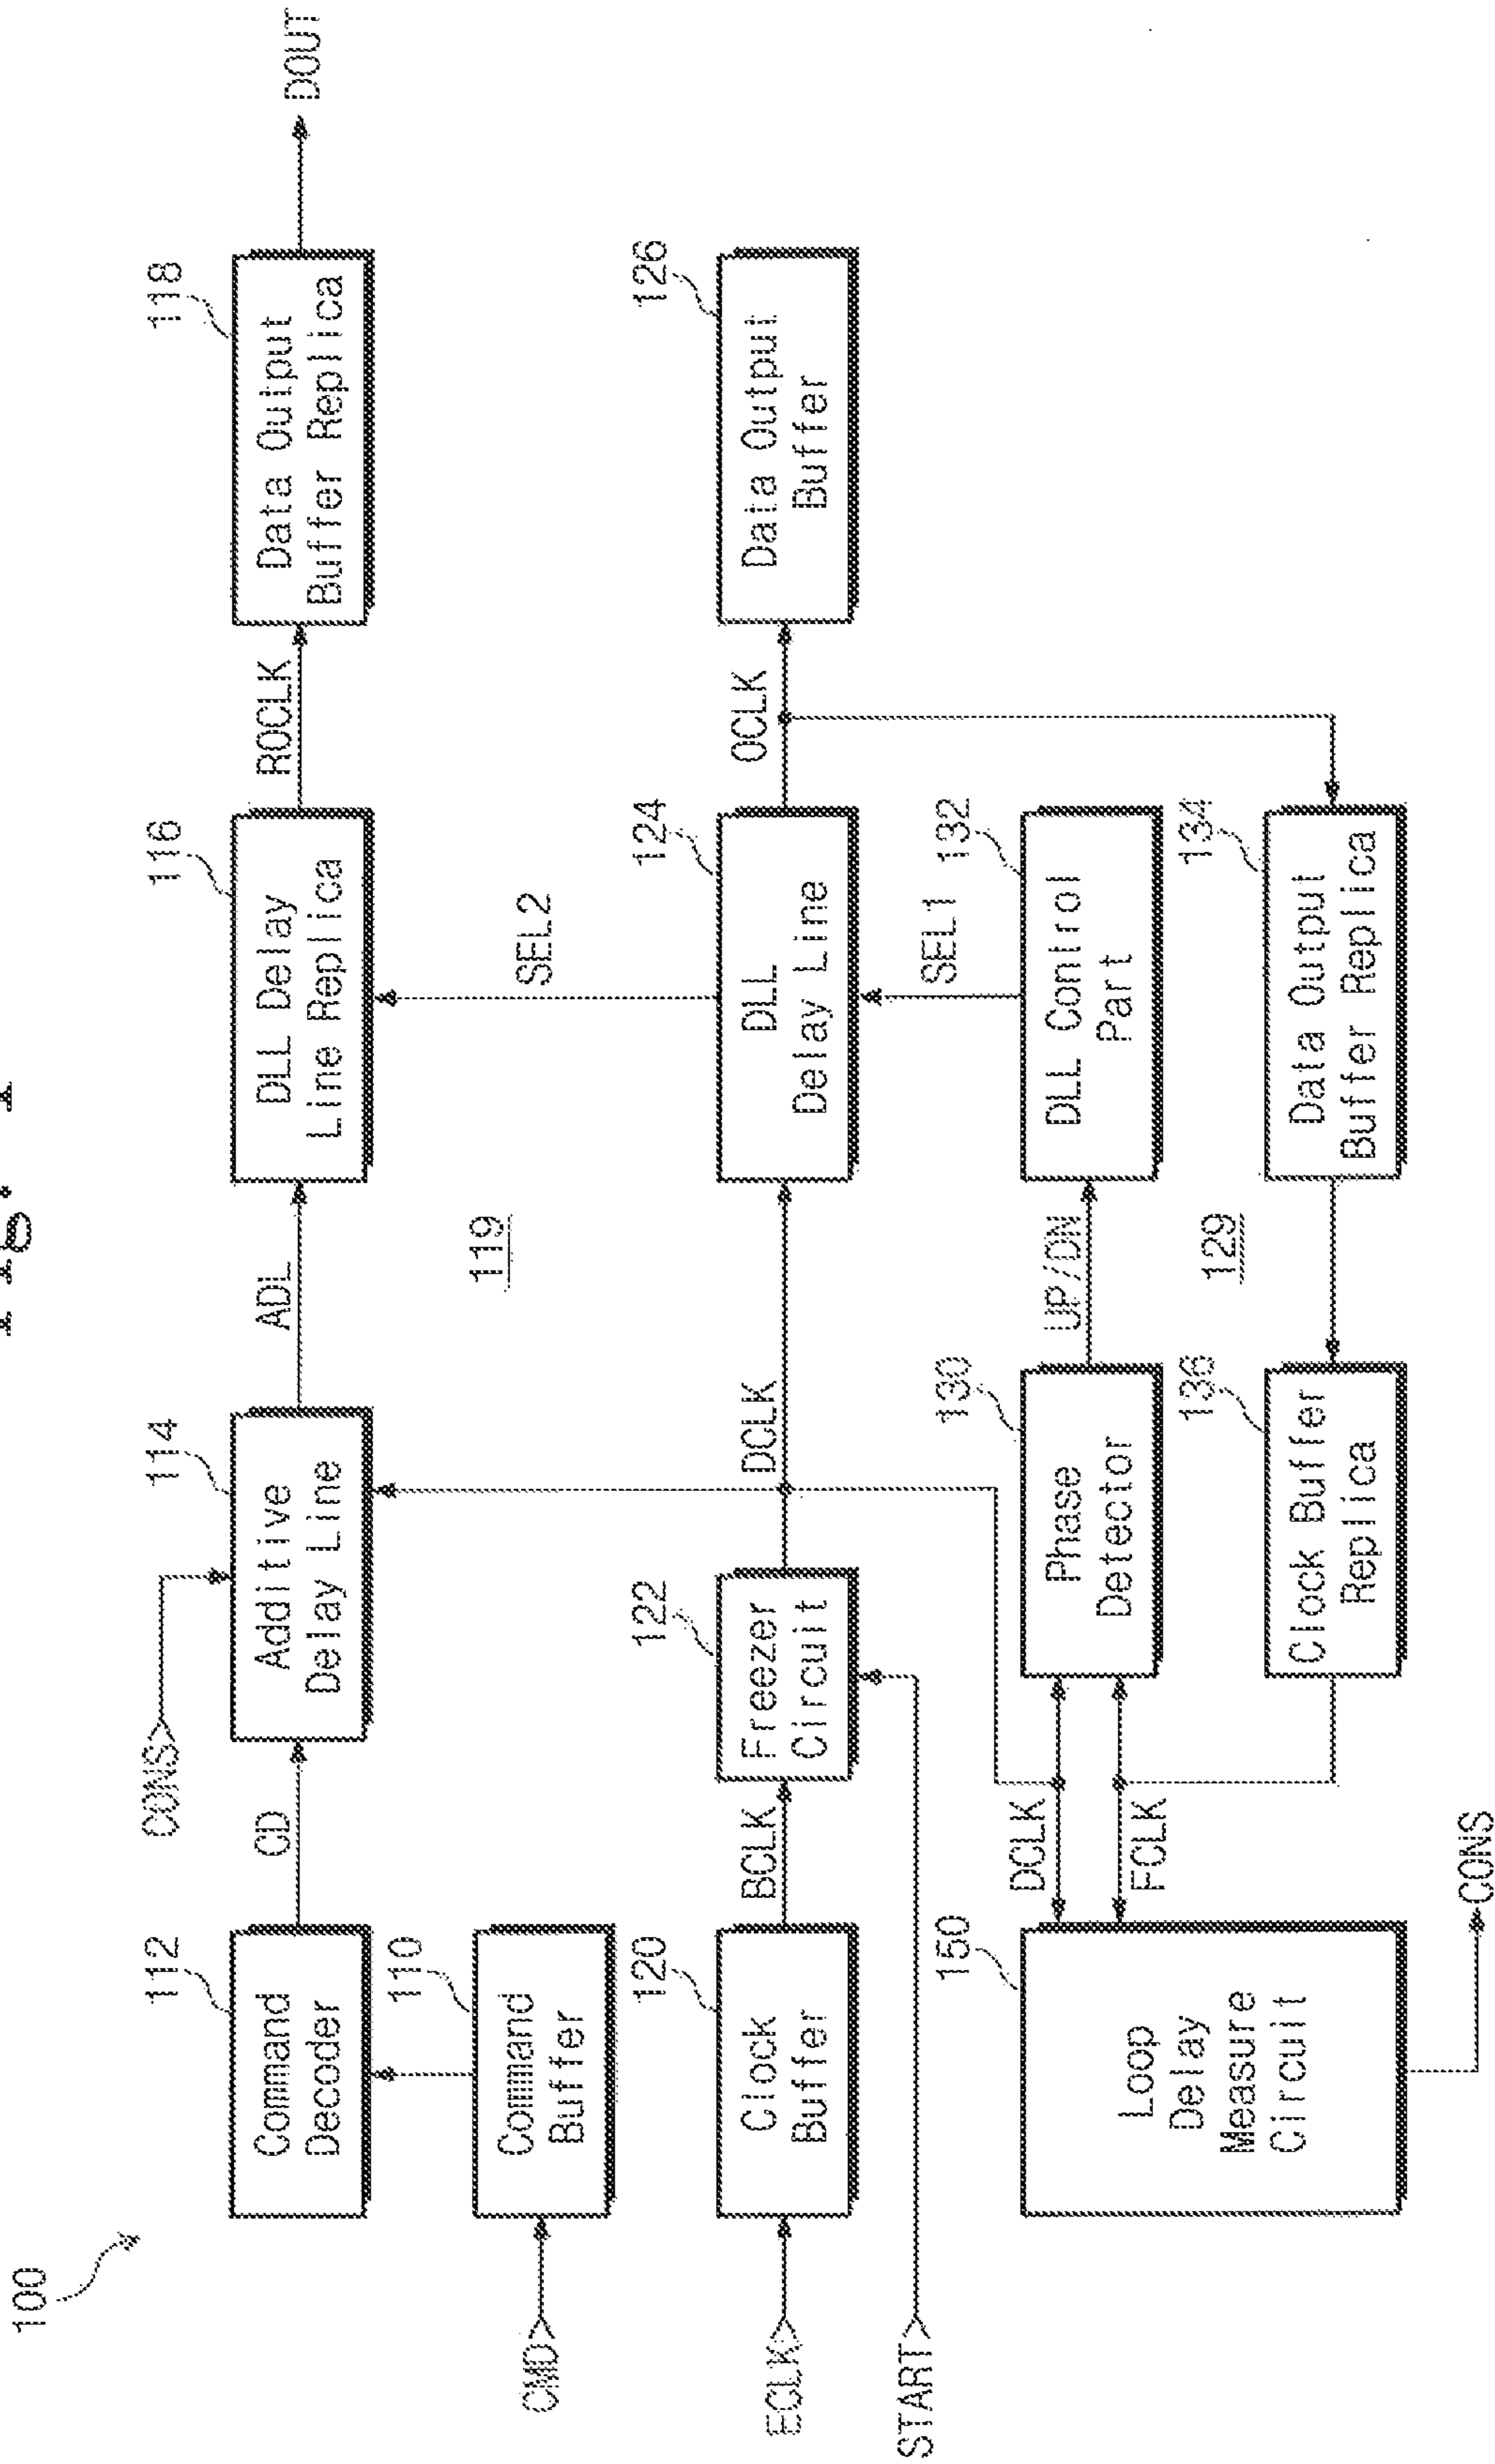 Fig. 1
100
112
Command
Decoder
CD
CONS
114
Additive
Delay Line
ADL
116
DLL Delay
Line Replica
ROCLK
118
Data Output
Buffer Replica
DOUT
CMD
110
Command
Buffer
119
SEL2
ECLK
120
Clock
Buffer
BCLK
122
Freezer
Circuit
DCLK
124
DLL
Delay Line
OCLK
126
Data Output
Buffer
START
SEL1
150
Loop
Delay
Measure
Circuit
DCLK
FCLK
130
Phase
Detector
UP/DN
132
DLL Control
Part
129
136
Clock Buffer
Replica
134
Data Output
Buffer Replica
CONS